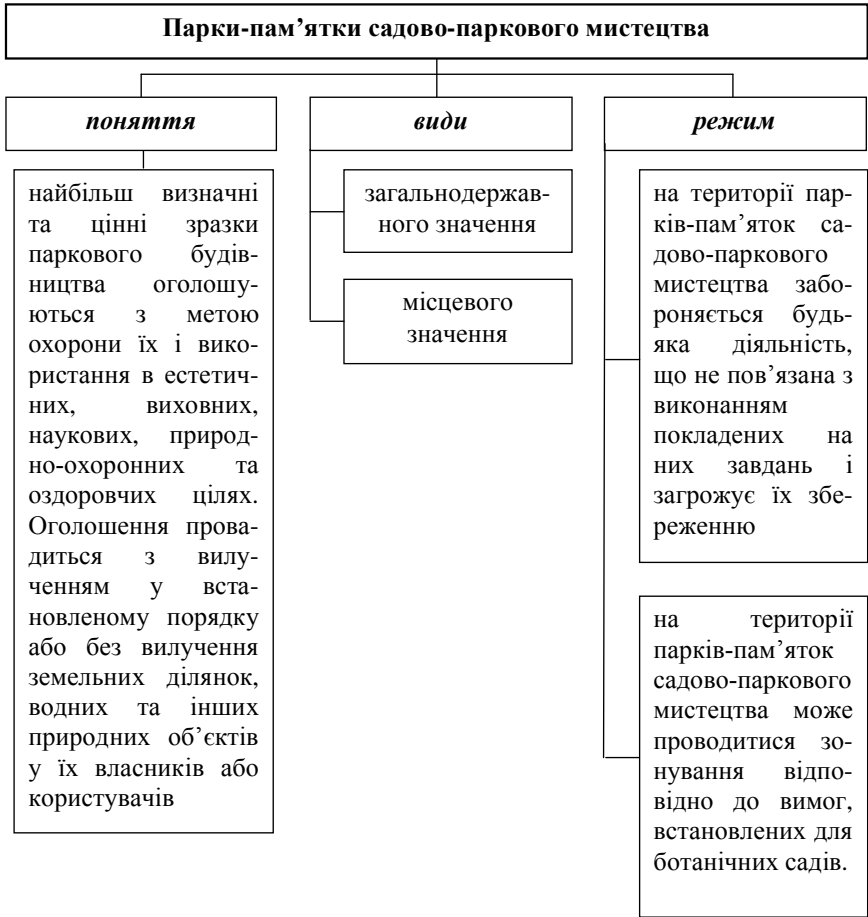 Парки-пам’ятки садово-паркового мистецтва
поняття
найбільш визначні
та цінні зразки
паркового будів-
ництва оголошу-
ються з метою
охорони їх і вико-
ристання в естетич-
них, виховних,
наукових, природ-
но-охоронних та
оздоровчих цілях.
Оголошення прова-
диться з вилу-
ченням у вста-
новленому порядку
або без вилучення
земельних ділянок,
водних та інших
природних об’єктів
у їх власників або
користувачів
види
загальнодержав-
ного значення
місцевого
значення
режим
на території пар-
ків-пам’яток са-
дово-паркового
мистецтва забо-
роняється будь-
яка діяльність,
що не пов’язана з
виконанням
покладених на
них завдань і
загрожує їх збе-
реженню
на території
парків-пам’яток
садово-паркового
мистецтва може
проводитися зо-
нування відпо-
відно до вимог,
встановлених для
ботанічних садів.